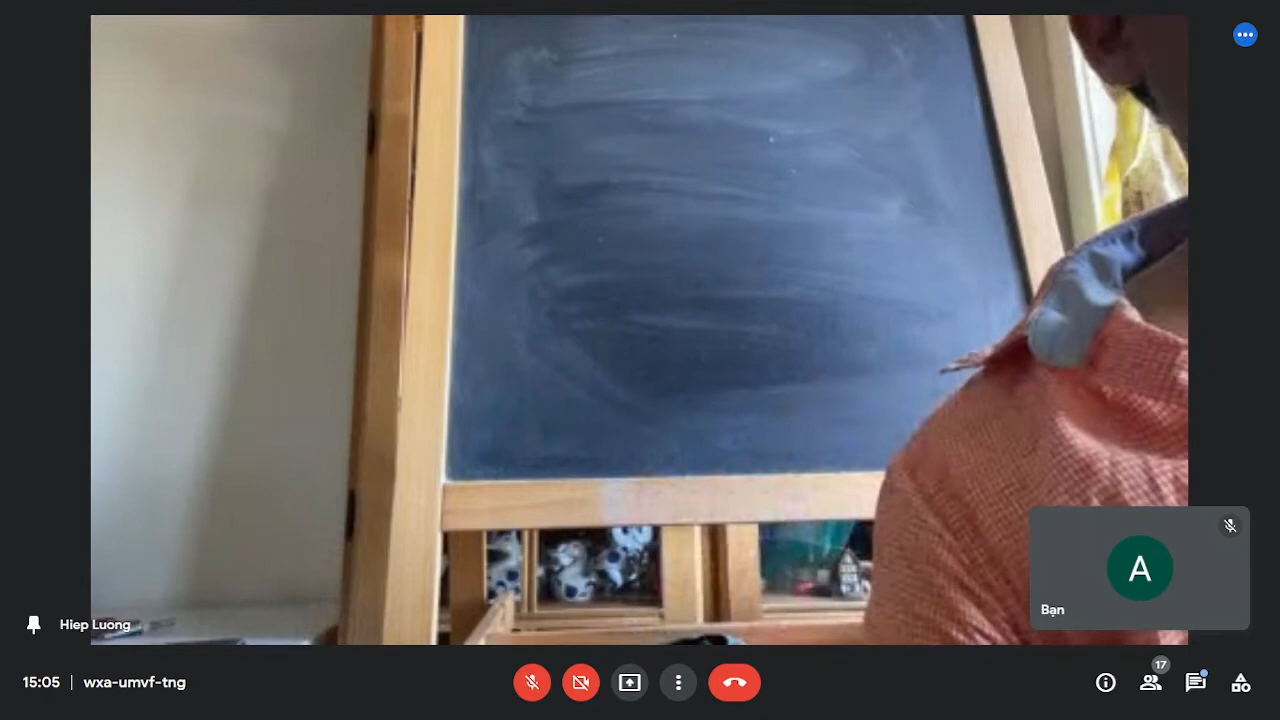 A
Bạn
Hiep Luong
15:05 | wxa-umvf-tng
17